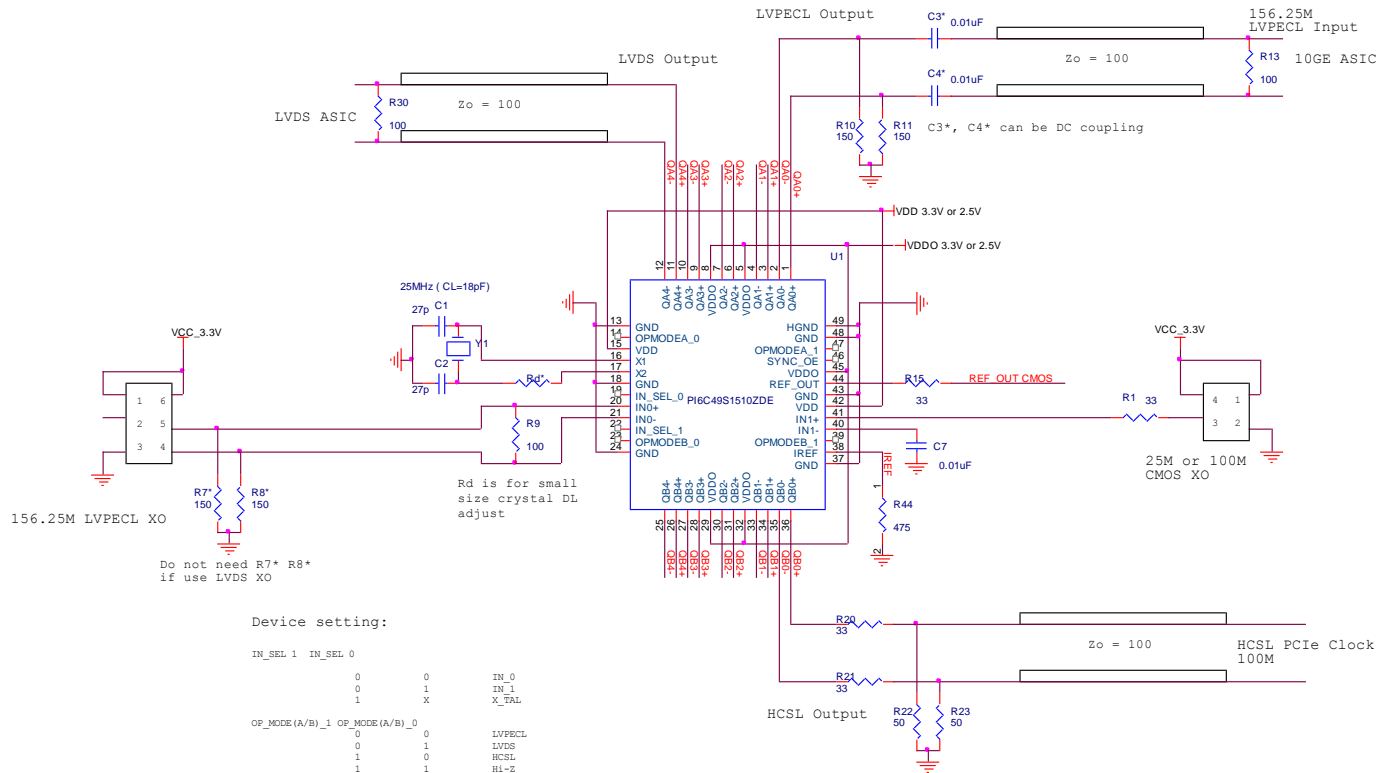 LVPECL Output
C3* 0.01uF
156.25M
LVPECL Input
LVDS Output
Zo = 100
R13
100
10GE ASIC
Zo = 100
R30
100
C4* 0.01uF
LVDS ASIC
R10
150
R11
150
C3*, C4* can be DC coupling
QA4-
QA4+
QA3-
QA3+
QA2-
QA2+
QA1-
QA1+
QA0-
QA0+
VDD 3.3V or 2.5V
VDDO 3.3V or 2.5V
U1
12
11
10
9
8
7
6
5
4
3
2
1
QA4-
QA4+
QA3-
QA3+
VDDO
QA2-
QA2+
VDDO
QA1-
QA1+
QA0-
QA0+
25MHz ( CL=18pF)
27p
C1
Y1
C2
27p
Rd*
13 GND
14 OPMODEA_0
15 VDD
16 X1
17 X2
18 GND
19 IN_SEL_0
20 IN0+
21 IN0-
22 IN_SEL_1
23 OPMODEB_0
24 GND
PI6C49S1510ZDE
HGND 49
GND 48
OPMODEA_1 47
SYNC_OE 46
VDDO 45
REF_OUT 44
GND 43
VDD 42
IN1+ 41
IN1- 40
OPMODEB_1 39
IREF 38
GND 37
VCC_3.3V
1 6
2 5
3 4
R9
100
R7*
150
R8*
150
156.25M LVPECL XO
Do not need R7* R8*
if use LVDS XO
Rd is for small
size crystal DL
adjust
R15
33
REF_OUT CMOS
R1 33
VCC_3.3V
4 1
3 2
25M or 100M
CMOS XO
C7
0.01uF
IREF
1
R44
475
2
QB4-
QB4+
QB3-
QB3+
VDDO
QB2-
QB2+
VDDO
QB1-
QB1+
QB0-
QB0+
25
26
27
28
29
30
31
32
33
34
35
36
QB4-
QB4+
QB3-
QB3+
QB2-
QB2+
QB1-
QB1+
QB0-
QB0+
R20
33
R21
33
Zo = 100
HCSL PCIe Clock
100M
HCSL Output
R22
50
R23
50
Device setting:
IN_SEL 1 IN_SEL 0
0 0 IN_0
0 1 IN_1
1 X X_TAL
OP_MODE(A/B)_1 OP_MODE(A/B)_0
0 0 LVPECL
0 1 LVDS
1 0 HCSL
1 1 Hi-Z